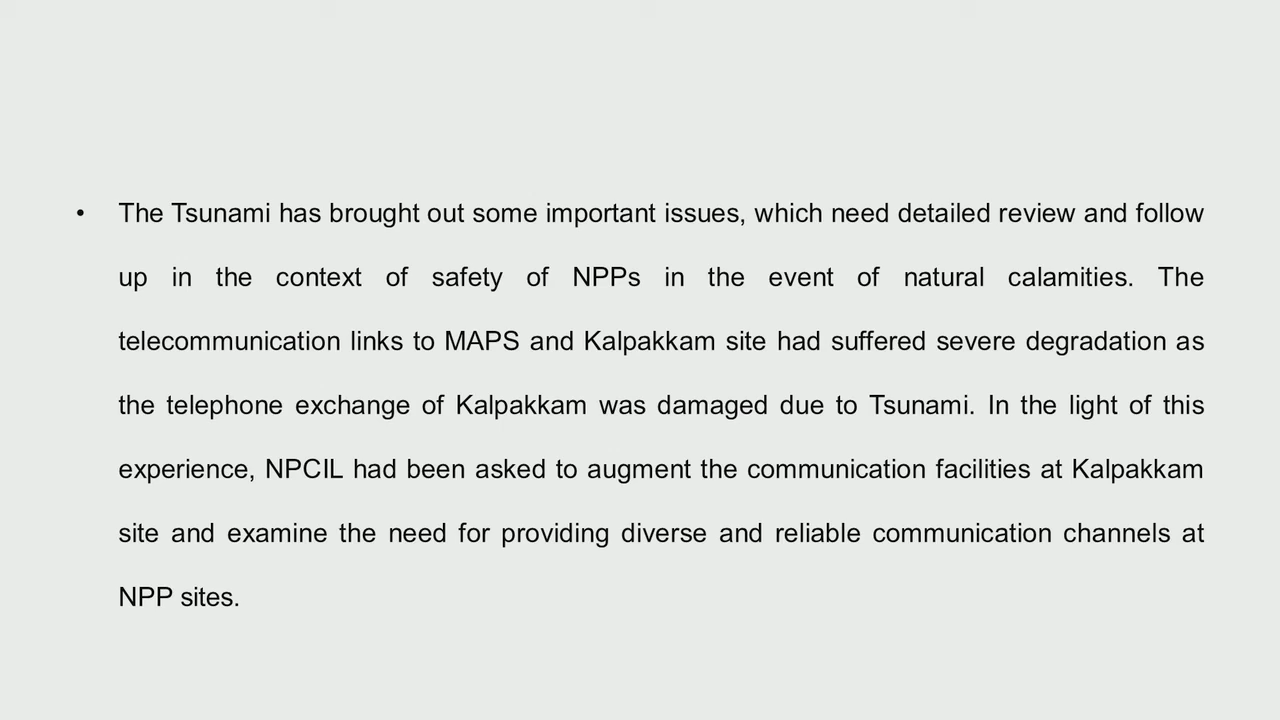 • The Tsunami has brought out some important issues, which need detailed review and follow
up in the context of safety of NPPs in the event of natural calamities. The
telecommunication links to MAPS and Kalpakkam site had suffered severe degradation as
the telephone exchange of Kalpakkam was damaged due to Tsunami. In the light of this
experience, NPCIL had been asked to augment the communication facilities at Kalpakkam
site and examine the need for providing diverse and reliable communication channels at
NPP sites.